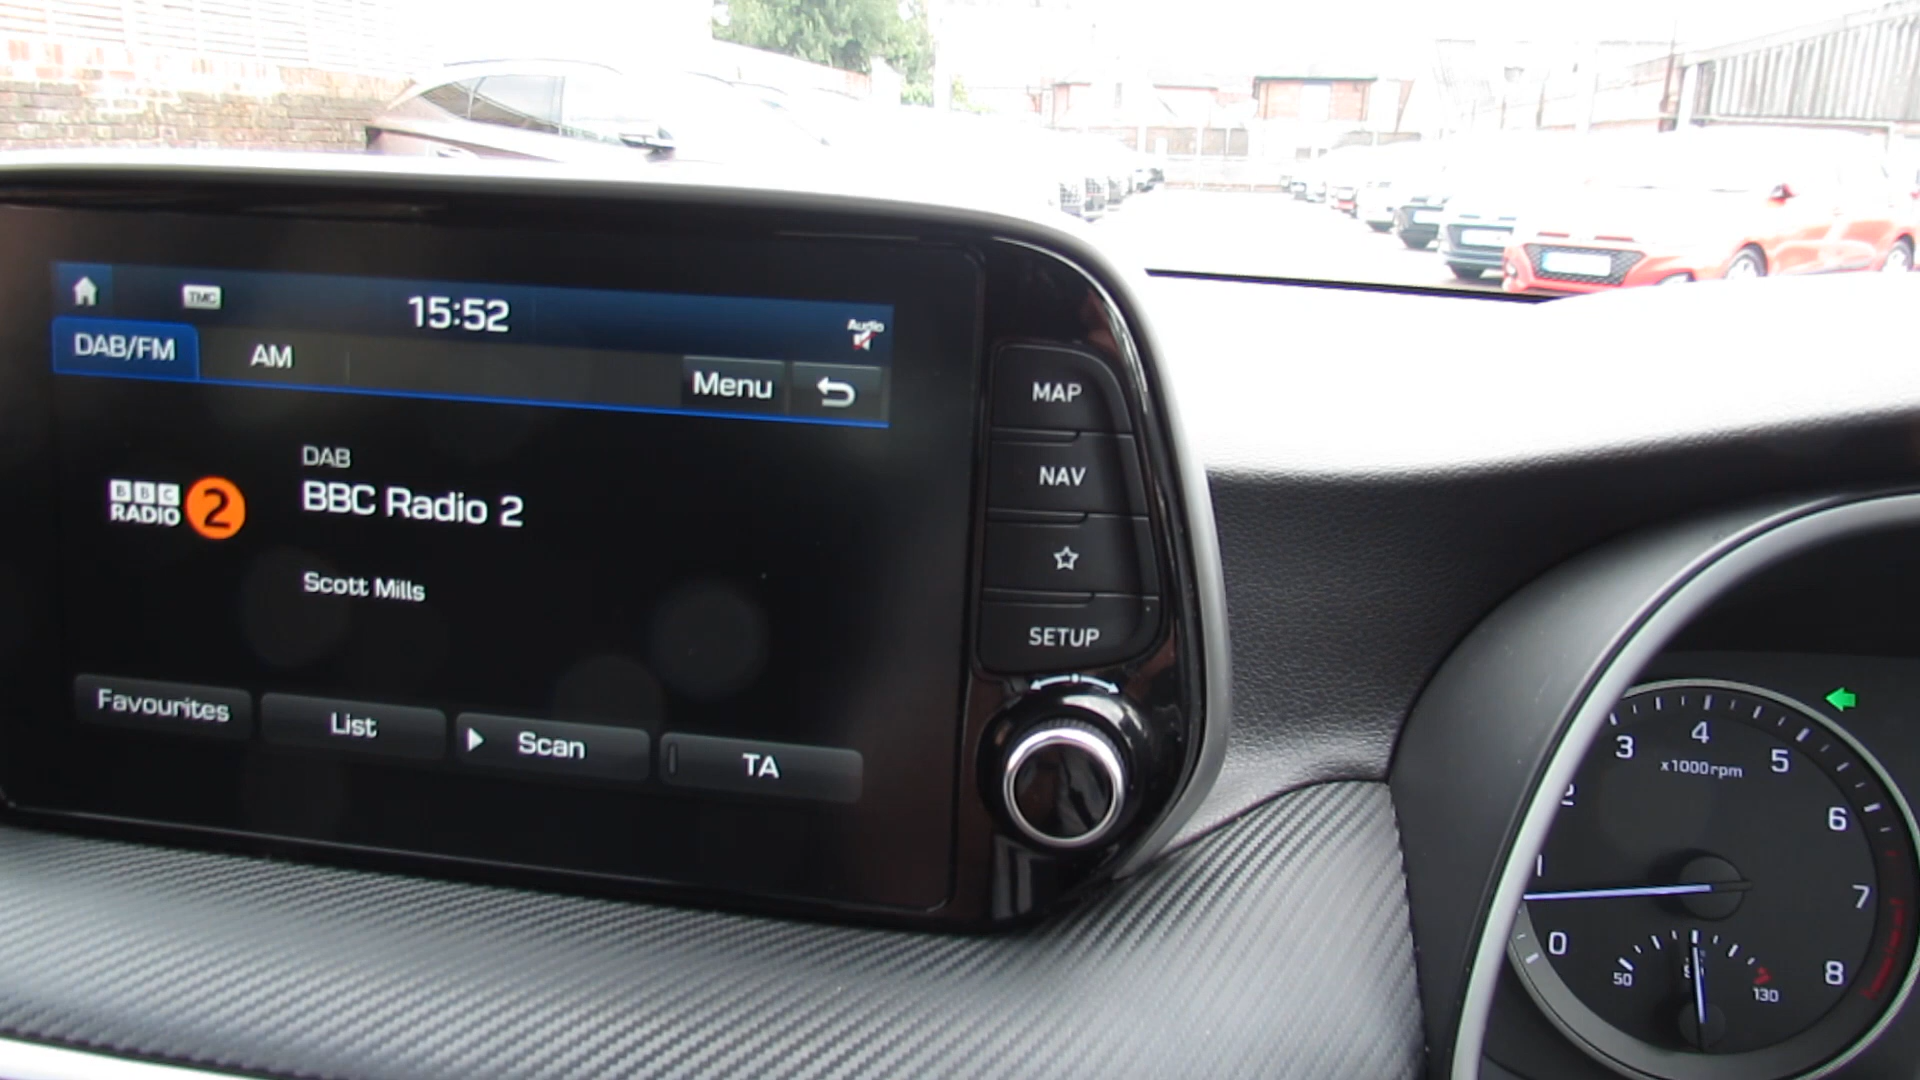 TMC
15:52
Audio
DAB/FM
AM
Menu
DAB
BBC Radio 2
BBC
RADIO 2
Scott Mills
Favourites
List
Scan
TA
MAP
NAV
SETUP
0
1
2
3
4
5
6
7
8
x1000rpm
50
130